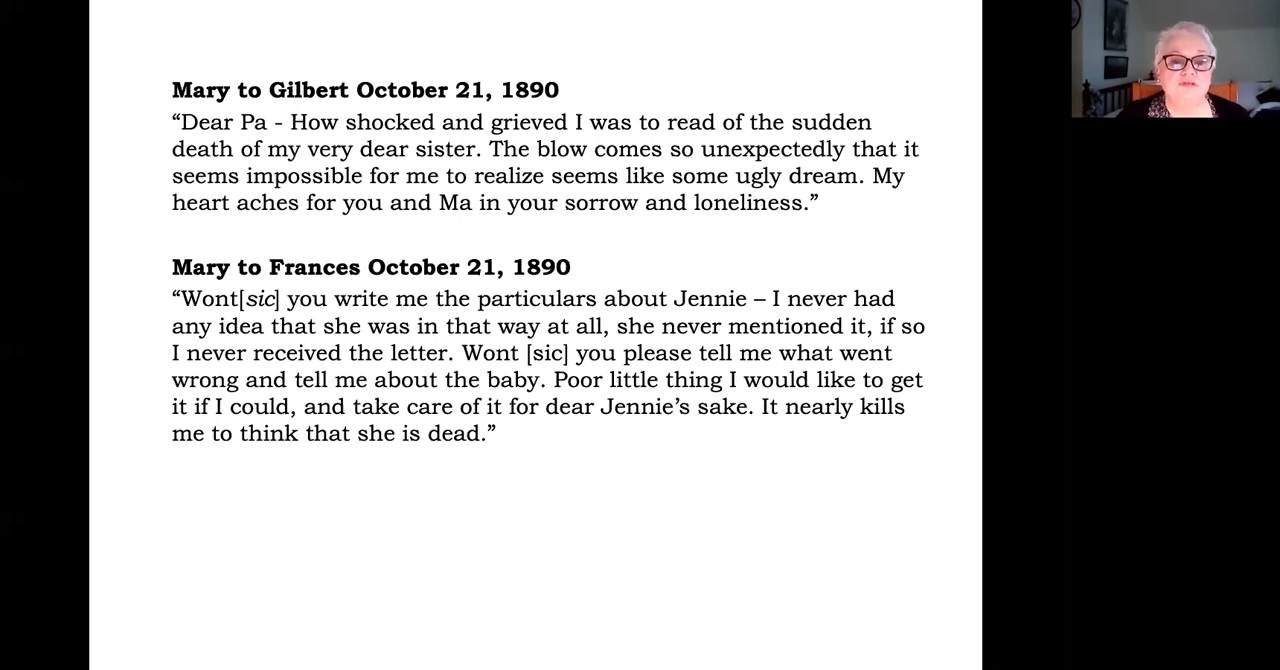 Mary to Gilbert October 21, 1890
“Dear Pa - How shocked and grieved I was to read of the sudden
death of my very dear sister. The blow comes so unexpectedly that it
seems impossible for me to realize seems like some ugly dream. My
heart aches for you and Ma in your sorrow and loneliness.”
Mary to Frances October 21, 1890
“Wont[sic] you write me the particulars about Jennie – I never had
any idea that she was in that way at all, she never mentioned it, if so
I never received the letter. Wont [sic] you please tell me what went
wrong and tell me about the baby. Poor little thing I would like to get
it if I could, and take care of it for dear Jennie’s sake. It nearly kills
me to think that she is dead.”